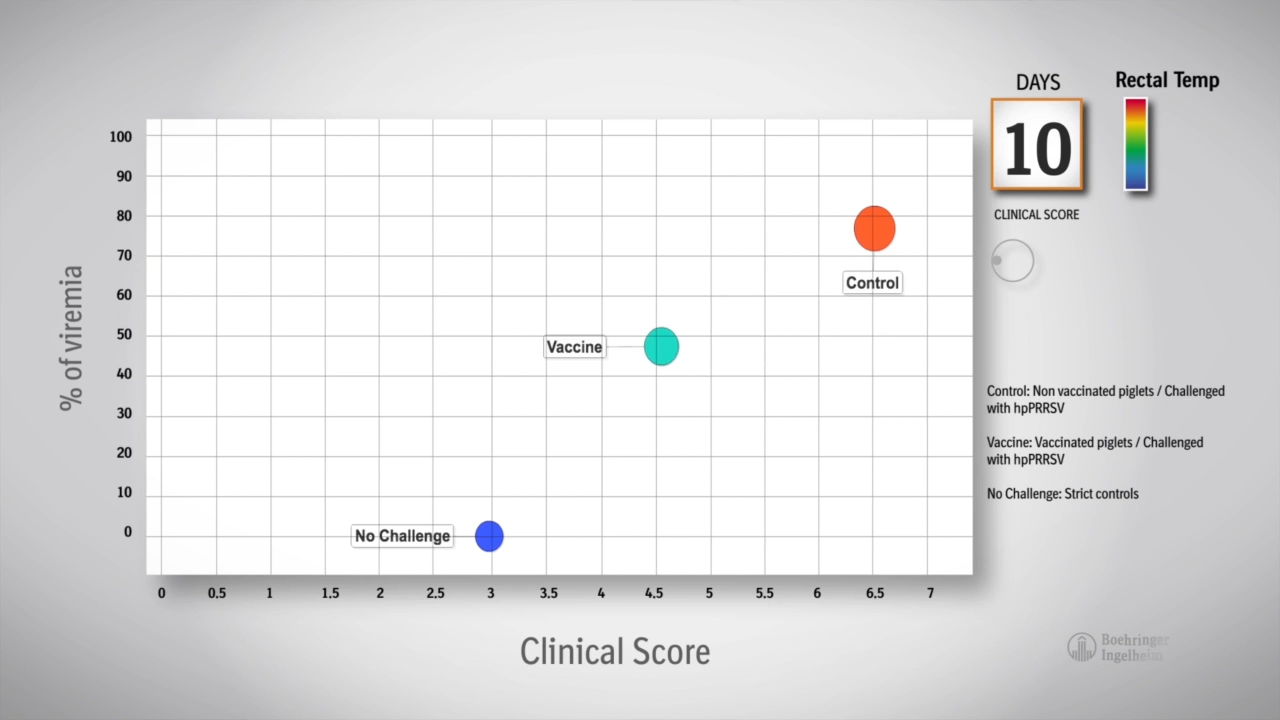 DAYS
Rectal Temp
10
CLINICAL SCORE
100
90
80
70
60
50
40
30
20
10
0
% of viremia
Control
Vaccine
No Challenge
0 0.5 1 1.5 2 2.5 3 3.5 4 4.5 5 5.5 6 6.5 7
Clinical Score
Control: Non vaccinated piglets / Challenged
with hpPRRSV
Vaccine: Vaccinated piglets / Challenged
with hpPRRSV
No Challenge: Strict controls
Boehringer
Ingelheim